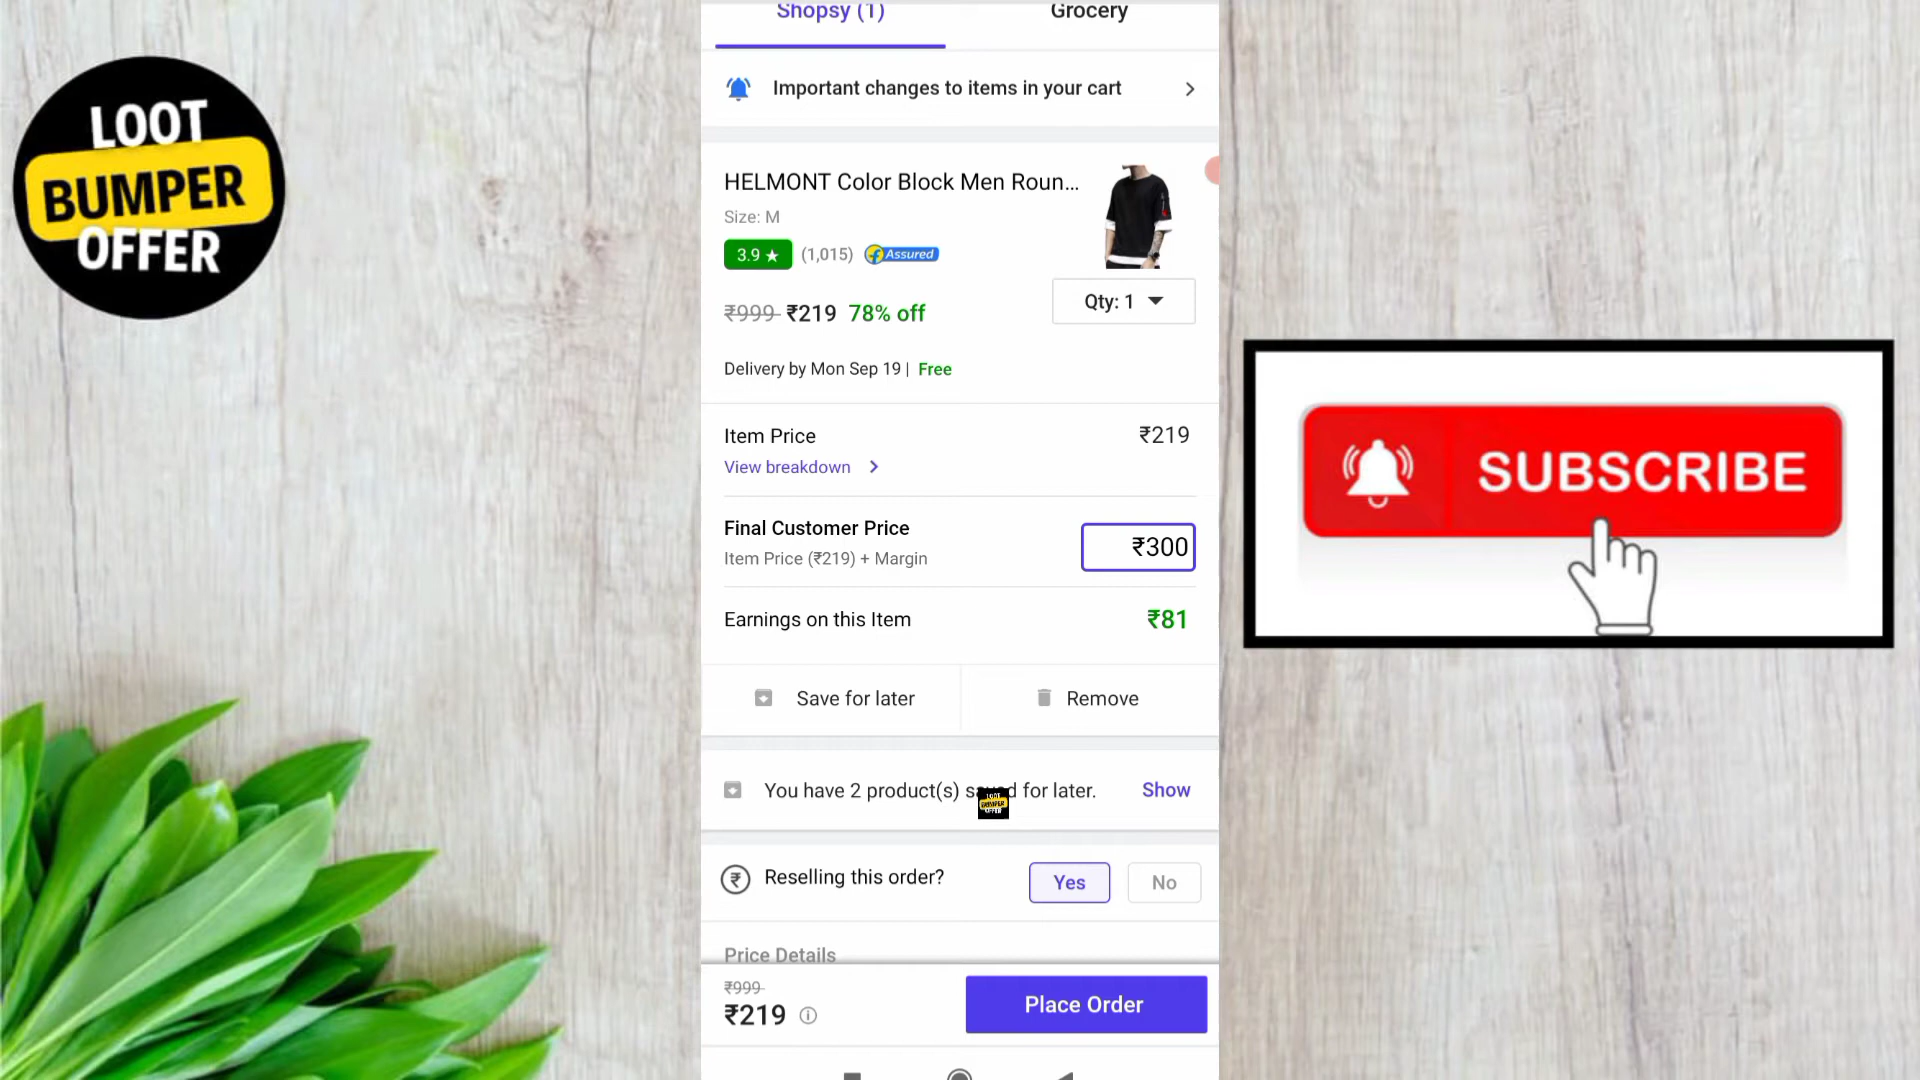 LOOT
BUMPER
OFFER
Shopsy (1)
Grocery
Important changes to items in your cart
HELMONT Color Block Men Roun...
Size: M
3.9 ★ (1,015) Assured
₹999 ₹219 78% off
Qty: 1
Delivery by Mon Sep 19 | Free
Item Price ₹219
View breakdown
Final Customer Price
₹300
Item Price (₹219) + Margin
Earnings on this Item ₹81
Save for later
Remove
You have 2 product(s) saved for later. Show
LOOT
BUMPER
OFFER
Reselling this order? Yes No
Price Details
₹999
₹219
Place Order
SUBSCRIBE